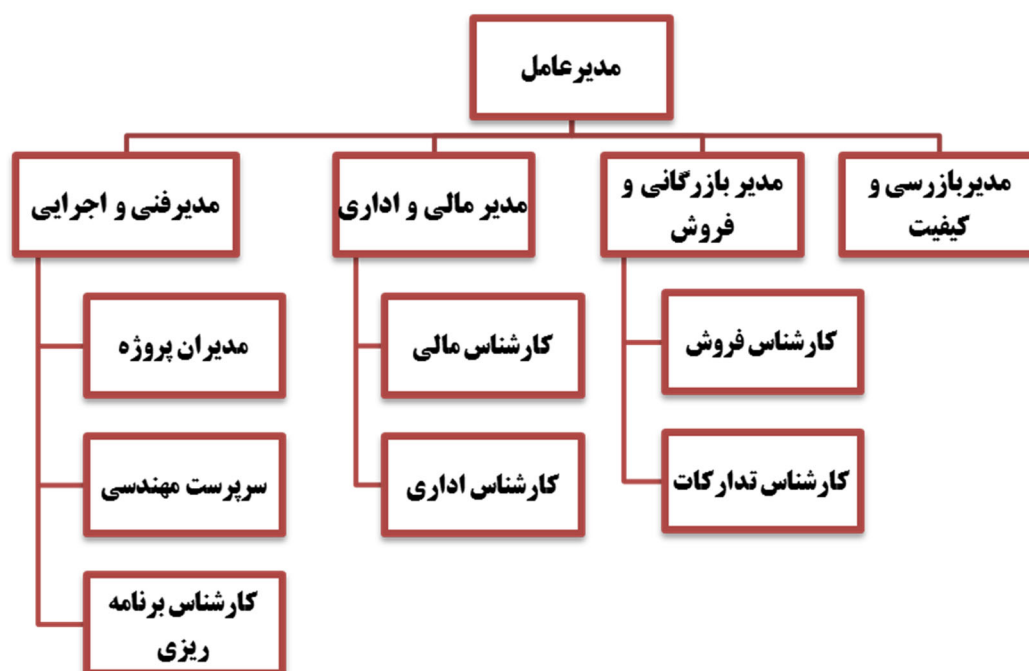 مدیرعامل
مدیربازرسی و
کیفیت
مدیر بازرگانی و
فروش
مدیر مالی و اداری
مدیرفنی و اجرایی
کارشناس فروش
کارشناس مالی
مدیران پروژه
کارشناس تدارکات
کارشناس اداری
سرپرست مهندسی
کارشناس برنامه
ریزی